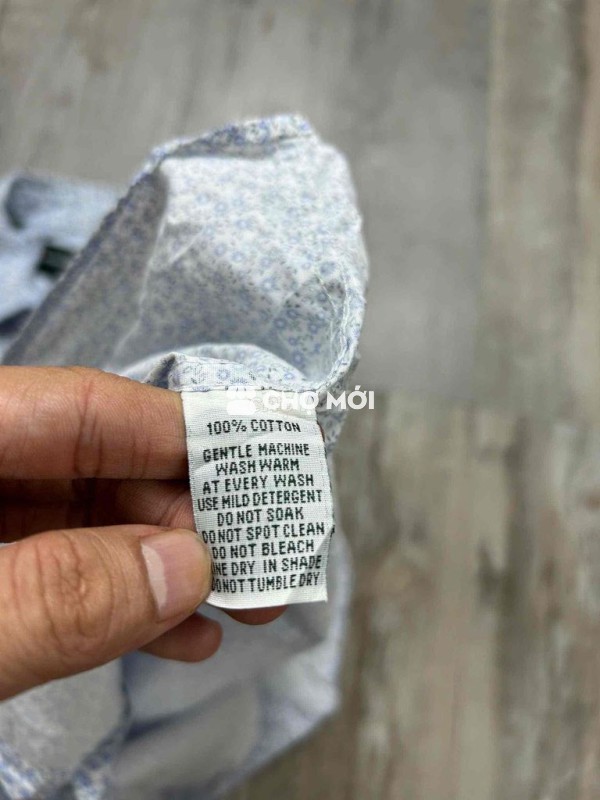 CHỢ MỚI
100% COTTON
GENTLE MACHINE
WASH WARM
AT EVERY WASH
USE MILD DETERGENT
DO NOT SOAK
DO NOT SPOT CLEAN
DO NOT BLEACH
INE DRY IN SHADE
DO NOT TUMBLE DRY